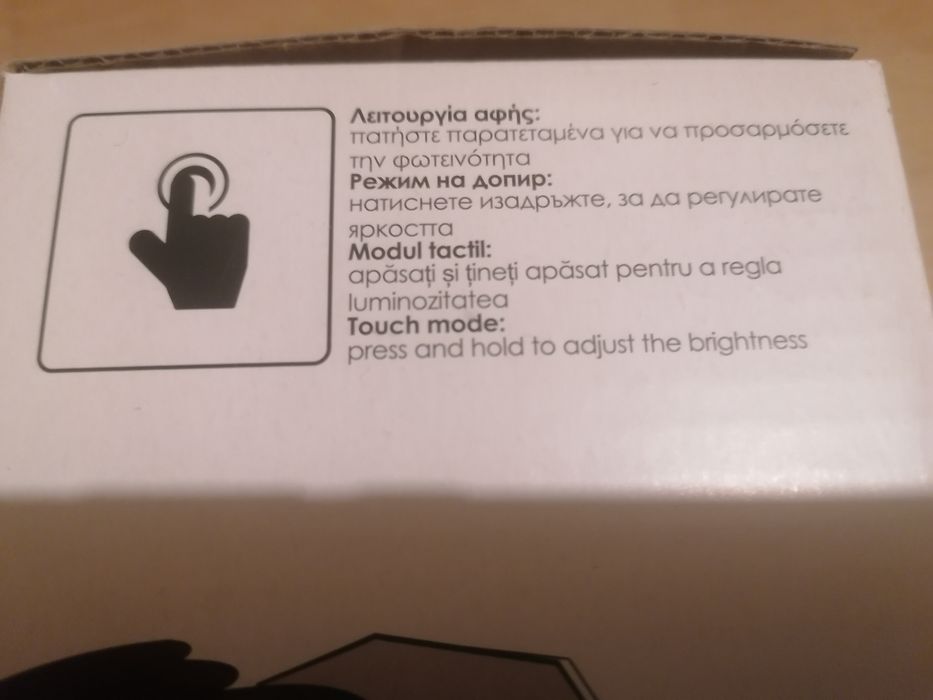 Λειτουργία αφής:
πατήστε παρατεταμένα για να προσαρμόσετε
την φωτεινότητα
Режим на допир:
натиснете изадръжте, за да регулирате
яркостта
Modul tactil:
apăsați și țineți apăsat pentru a regla
luminozitatea
Touch mode:
press and hold to adjust the brightness